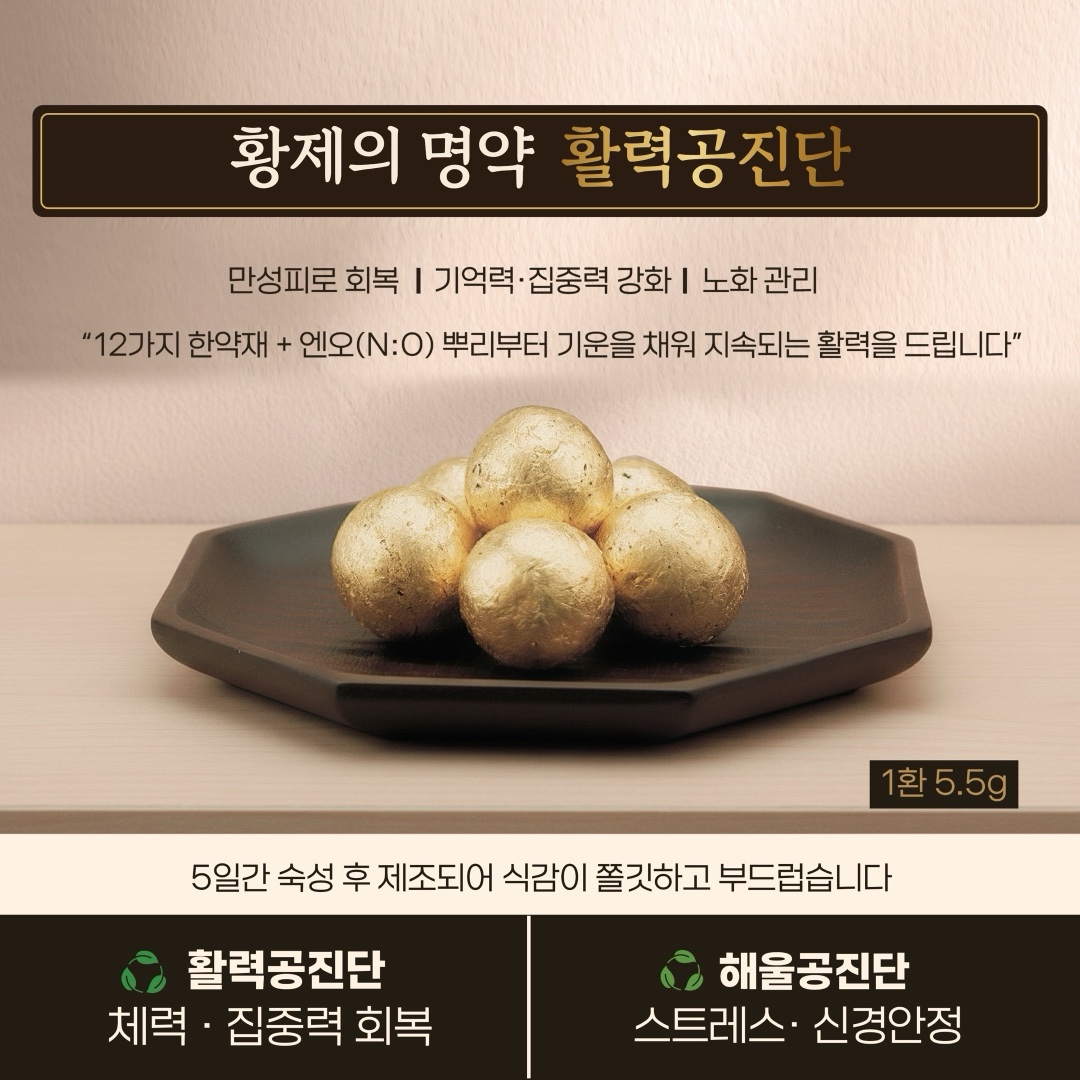 황제의 명약 활력공진단
만성피로 회복 | 기억력·집중력 강화 | 노화 관리
“12가지 한약재 + 엔오(N:O) 뿌리부터 기운을 채워 지속되는 활력을 드립니다”
1환 5.5g
5일간 숙성 후 제조되어 식감이 쫄깃하고 부드럽습니다
활력공진단
체력 · 집중력 회복
해울공진단
스트레스· 신경안정